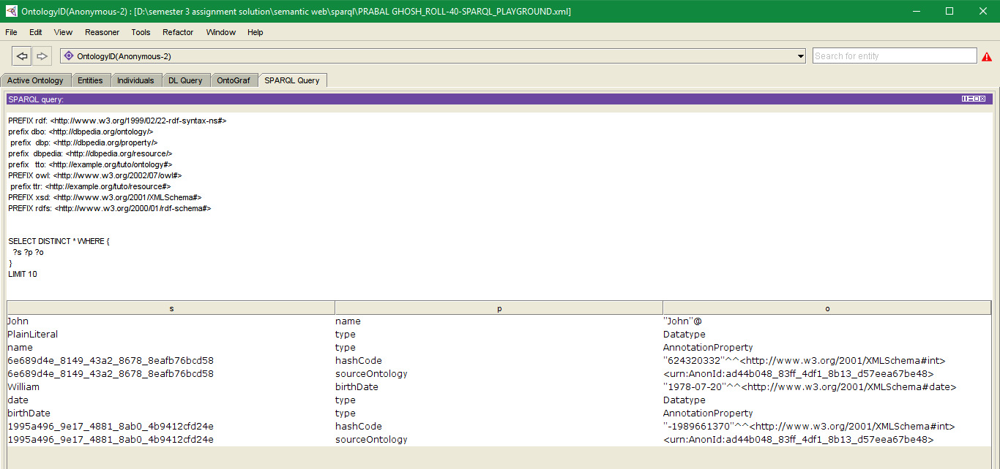 OntologyID(Anonymous-2) : [D:\semester 3 assignment solution\semantic web\sparql\PRABAL GHOSH_ROLL-40-SPARQL_PLAYGROUND.xml]
File Edit View Reasoner Tools Refactor Window Help
OntologyID(Anonymous-2) Search for entity
Active Ontology Entities Individuals DL Query OntoGraf SPARQL Query
SPARQL query:
PREFIX rdf: <http://www.w3.org/1999/02/22-rdf-syntax-ns#>
prefix dbo: <http://dbpedia.org/ontology/>
prefix dbp: <http://dbpedia.org/property/>
prefix dbpedia: <http://dbpedia.org/resource/>
prefix tto: <http://example.org/tuto/ontology#>
PREFIX owl: <http://www.w3.org/2002/07/owl#>
prefix ttr: <http://example.org/tuto/resource#>
PREFIX xsd: <http://www.w3.org/2001/XMLSchema#>
PREFIX rdfs: <http://www.w3.org/2000/01/rdf-schema#>
SELECT DISTINCT * WHERE {
?s ?p ?o
}
LIMIT 10
s p o
John name "John"@
PlainLiteral type Datatype
name type AnnotationProperty
6e689d4e_8149_43a2_8678_8eafb76bcd58 hashCode "624320332"^^<http://www.w3.org/2001/XMLSchema#int>
6e689d4e_8149_43a2_8678_8eafb76bcd58 sourceOntology <urn:AnonId:ad44b048_83ff_4df1_8b13_d57eea67be48>
William birthDate "1978-07-20"^^<http://www.w3.org/2001/XMLSchema#date>
date type Datatype
birthDate type AnnotationProperty
1995a496_9e17_4881_8ab0_4b9412cfd24e hashCode "-1989661370"^^<http://www.w3.org/2001/XMLSchema#int>
1995a496_9e17_4881_8ab0_4b9412cfd24e sourceOntology <urn:AnonId:ad44b048_83ff_4df1_8b13_d57eea67be48>